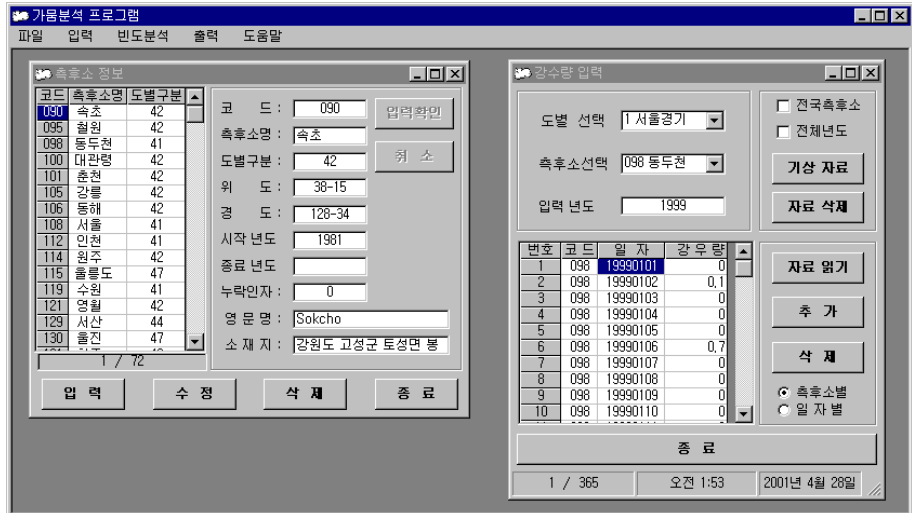 가뭄분석 프로그램
파일 입력 빈도분석 출력 도움말
측후소 정보
코드 측후소명 도별구분
090 속초 42
095 철원 42
098 동두천 41
100 대관령 42
101 춘천 42
105 강릉 42
106 동해 42
108 서울 41
112 인천 41
114 원주 42
115 울릉도 47
119 수원 41
121 영월 42
129 서산 44
130 울진 47
1 / 72
코 드 : 090
측후소명 : 속초
도별구분 : 42
위 도 : 38-15
경 도 : 128-34
시작 년도 1981
종료 년도
누락인자 : 0
영 문 명 : Sokcho
소 재 지 : 강원도 고성군 토성면 봉
입력확인
취 소
입 력 수 정 삭 제 종 료
강수량 입력
도별 선택 1 서울경기
측후소선택 098 동두천
입력 년도 1999
전국측후소
전체년도
기상 자료
자료 삭제
번호 코드 일 자 강우량
1 098 19990101 0
2 098 19990102 0,1
3 098 19990103 0
4 098 19990104 0
5 098 19990105 0
6 098 19990106 0,7
7 098 19990107 0
8 098 19990108 0
9 098 19990109 0
10 098 19990110 0
자료 읽기
추 가
삭 제
측후소별
일 자 별
종 료
1 / 365 오전 1:53 2001년 4월 28일